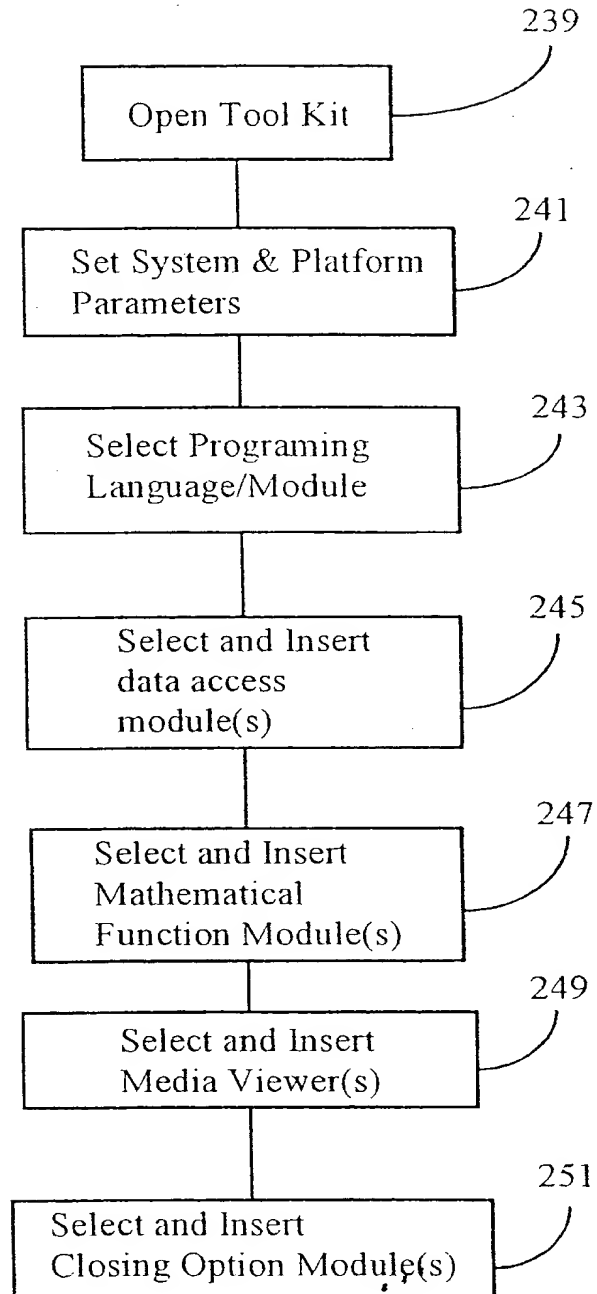 239
Open Tool Kit
241
Set System & Platform
Parameters
243
Select Programing
Language/Module
245
Select and Insert
data access
module(s)
247
Select and Insert
Mathematical
Function Module(s)
249
Select and Insert
Media Viewer(s)
251
Select and Insert
Closing Option Module(s)